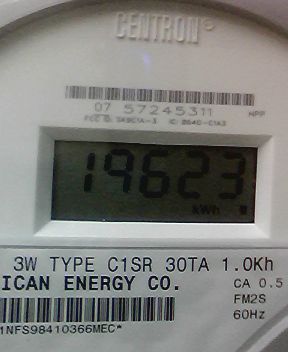 CENTRON®
07 57245311
APP
19623
kWh
3W TYPE C1SR 30TA 1.0Kh
ICAN ENERGY CO.
CA 0.5
FM2S
60Hz
1NFS98410366MEC*